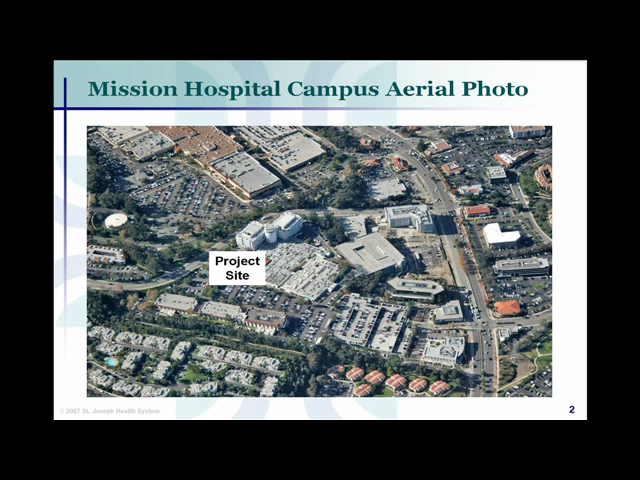 Mission Hospital Campus Aerial Photo
Project
Site
© 2007 St. Joseph Health System
2